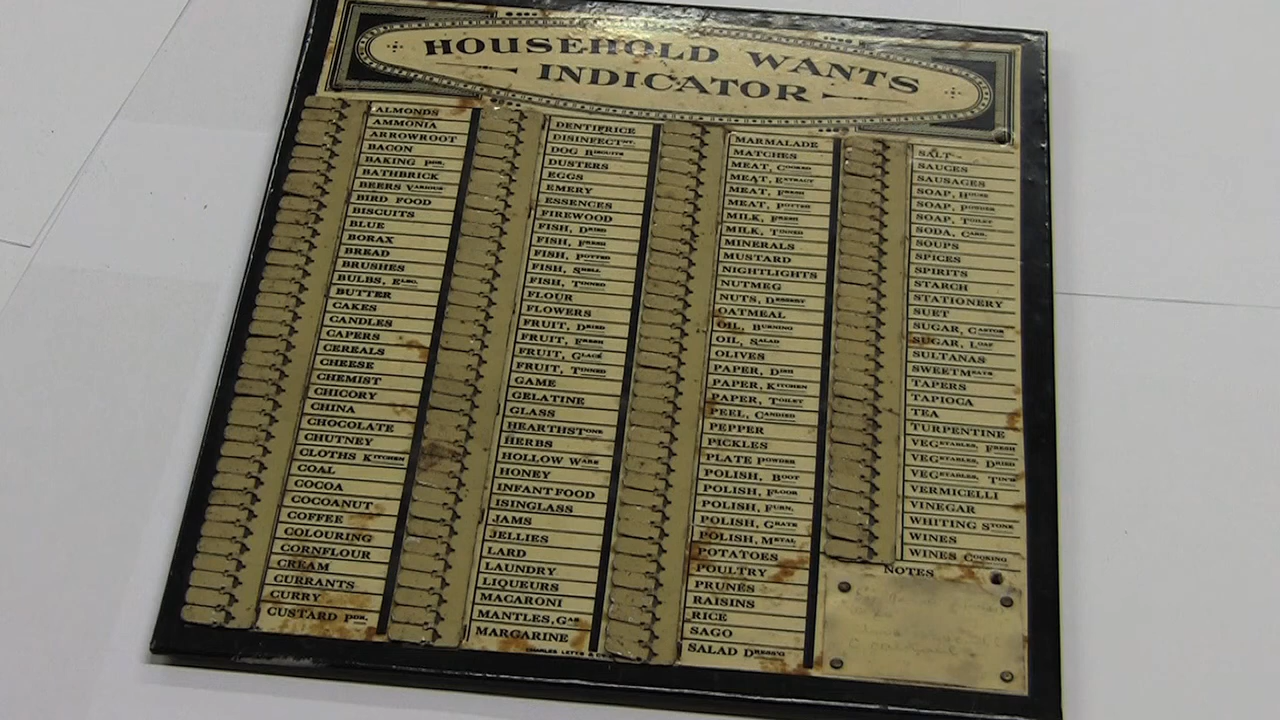 HOUSEHOLD WANTS
INDICATOR
ALMONDS
AMMONIA
ARROWROOT
BACON
BAKING PDR.
BATHBRICK
BEERS VARIOUS
BIRD FOOD
BISCUITS
BLUE
BORAX
BREAD
BRUSHES
BULBS, ELEC.
BUTTER
CAKES
CANDLES
CAPERS
CEREALS
CHEESE
CHEMIST
CHICORY
CHINA
CHOCOLATE
CHUTNEY
CLOTHS KITCHEN
COAL
COCOA
COCOANUT
COFFEE
COLOURING
CORNFLOUR
CREAM
CURRANTS
CURRY
CUSTARD PDR.
DENTIFRICE
DISINFECTNT.
DOG BISCUITS
DUSTERS
EGGS
EMERY
ESSENCES
FIREWOOD
FISH, DRIED
FISH, FRESH
FISH, POTTED
FISH, SHELL
FISH, TINNED
FLOUR
FLOWERS
FRUIT, DRIED
FRUIT, FRESH
FRUIT, GLACÉ
FRUIT, TINNED
GAME
GELATINE
GLASS
HEARTHSTONE
HERBS
HOLLOW WARE
HONEY
INFANT FOOD
ISINGLASS
JAMS
JELLIES
LARD
LAUNDRY
LIQUEURS
MACARONI
MANTLES, GAS
MARGARINE
CHARLES LETTS & CO
MARMALADE
MATCHES
MEAT, COOKED
MEAT, EXTRACT
MEAT, FRESH
MEAT, POTTED
MILK, FRESH
MILK, TINNED
MINERALS
MUSTARD
NIGHTLIGHTS
NUTMEG
NUTS, DESSERT
OATMEAL
OIL, BURNING
OIL, SALAD
OLIVES
PAPER, DISH
PAPER, KITCHEN
PAPER, TOILET
PEEL, CANDIED
PEPPER
PICKLES
PLATE POWDER
POLISH, BOOT
POLISH, FLOOR
POLISH, FURN.
POLISH, GRATE
POLISH, METAL
POTATOES
POULTRY
PRUNES
RAISINS
RICE
SAGO
SALAD DRESS'G
SALT
SAUCES
SAUSAGES
SOAP, HOUSE
SOAP, POWDER
SOAP, TOILET
SODA, CARB.
SOUPS
SPICES
SPIRITS
STARCH
STATIONERY
SUET
SUGAR, CASTOR
SUGAR, LOAF
SULTANAS
SWEETMEATS
TAPERS
TAPIOCA
TEA
TURPENTINE
VEGETABLES, FRESH
VEGETABLES, DRIED
VEGETABLES, TIN'D
VERMICELLI
VINEGAR
WHITING STONE
WINES
WINES COOKING
NOTES